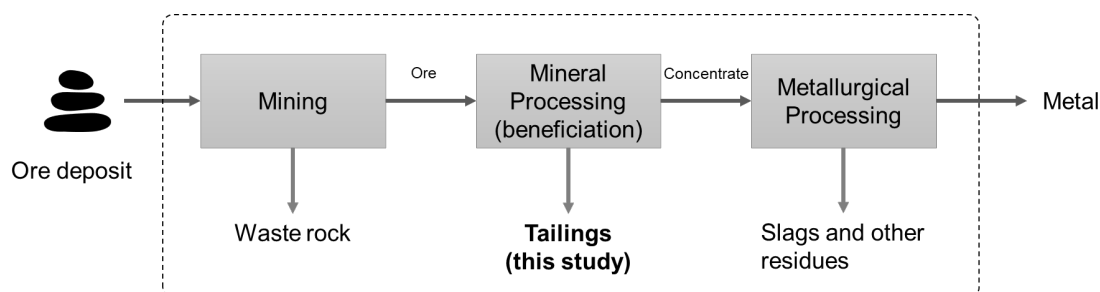 Ore deposit
Mining
Ore
Mineral
Processing
(beneficiation)
Concentrate
Metallurgical
Processing
Metal
Waste rock
Tailings
(this study)
Slags and other
residues